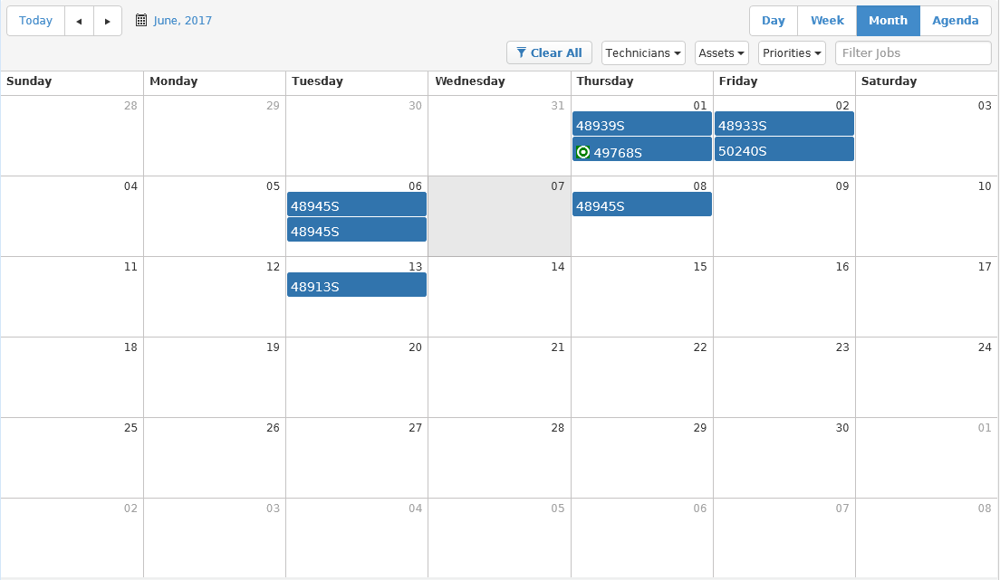 Today ◂ ▸ June, 2017 Day Week Month Agenda
Clear All Technicians Assets Priorities Filter Jobs
Sunday Monday Tuesday Wednesday Thursday Friday Saturday
28 29 30 31 01 02 03
48939S 48933S
49768S 50240S
04 05 06 07 08 09 10
48945S 48945S
48945S
11 12 13 14 15 16 17
48913S
18 19 20 21 22 23 24
25 26 27 28 29 30 01
02 03 04 05 06 07 08